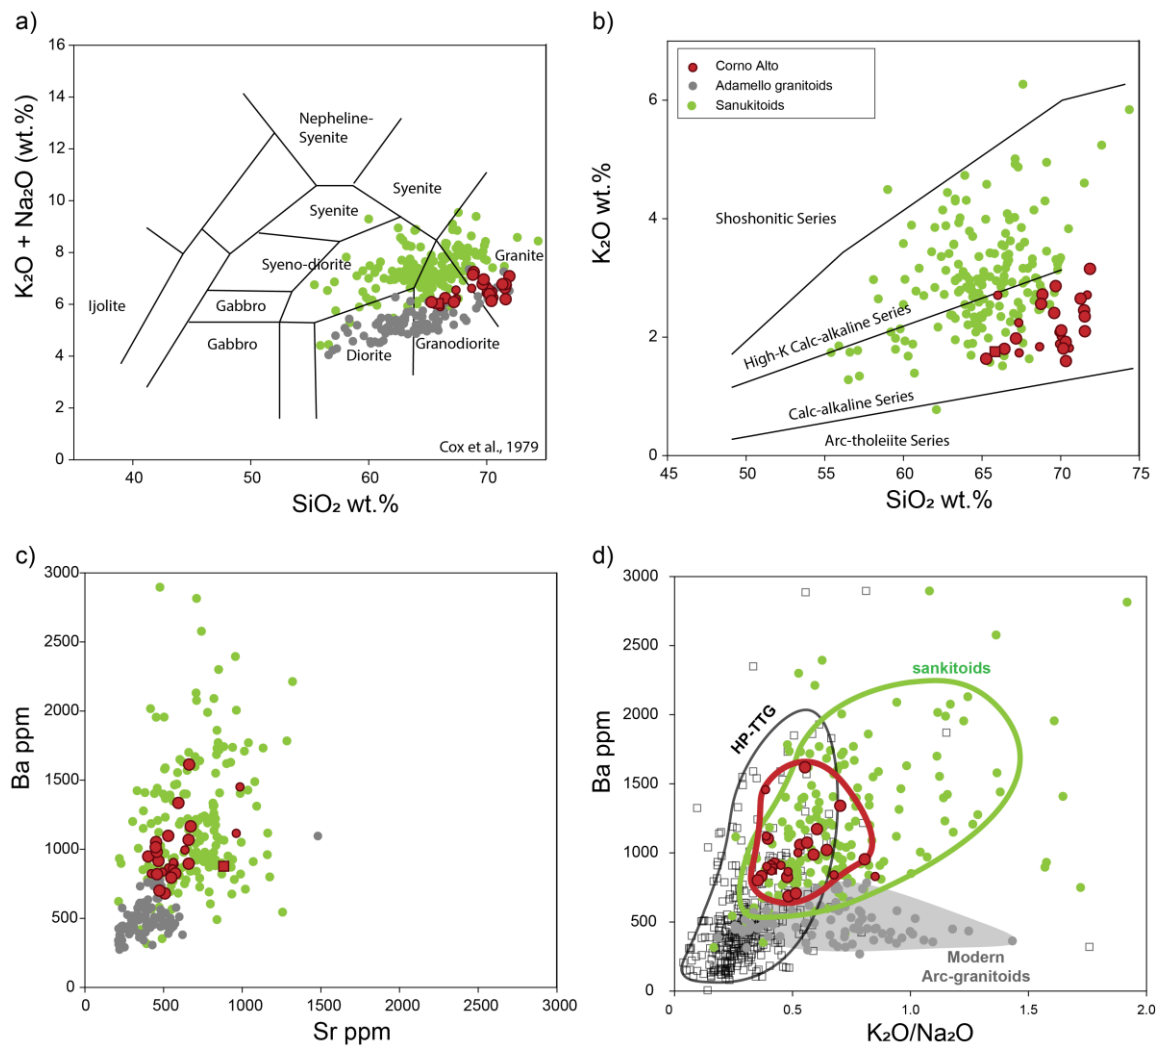 a)
K₂O + Na₂O (wt.%)
16
14
12
10
8
6
4
2
0
40
50
60
70
SiO₂ wt.%
Nepheline-
Syenite
Syenite
Syenite
Syeno-diorite
Granite
Ijolite
Gabbro
Gabbro
Diorite
Granodiorite
Cox et al., 1979
b)
K₂O wt.%
6
4
2
0
45
50
55
60
65
70
75
SiO₂ wt.%
Corno Alto
Adamello granitoids
Sanukitoids
Shoshonitic Series
High-K Calc-alkaline Series
Calc-alkaline Series
Arc-tholeiite Series
c)
Ba ppm
3000
2500
2000
1500
1000
500
0
0
500
1000
1500
2000
2500
3000
Sr ppm
d)
Ba ppm
3000
2500
2000
1500
1000
500
0
0
0.5
1.0
1.5
2.0
K₂O/Na₂O
HP-TTG
sankitoids
Modern
Arc-granitoids